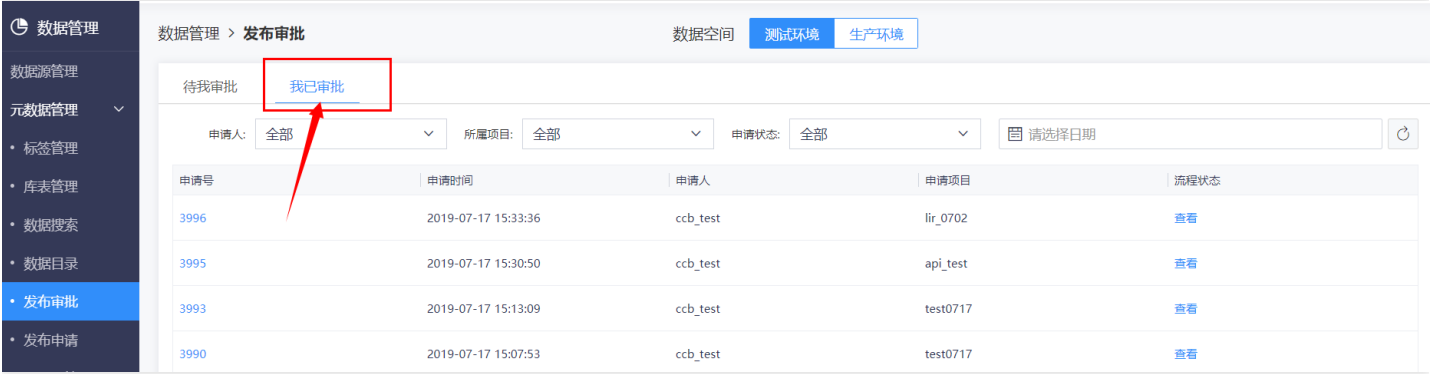 数据管理
数据管理 > 发布审批
数据空间 测试环境 生产环境
数据源管理
元数据管理
• 标签管理
• 库表管理
• 数据搜索
• 数据目录
• 发布审批
• 发布申请
待我审批 我已审批
申请人: 全部 所属项目: 全部 申请状态: 全部 请选择日期
申请号 申请时间 申请人 申请项目 流程状态
3996 2019-07-17 15:33:36 ccb_test lir_0702 查看
3995 2019-07-17 15:30:50 ccb_test api_test 查看
3993 2019-07-17 15:13:09 ccb_test test0717 查看
3990 2019-07-17 15:07:53 ccb_test test0717 查看